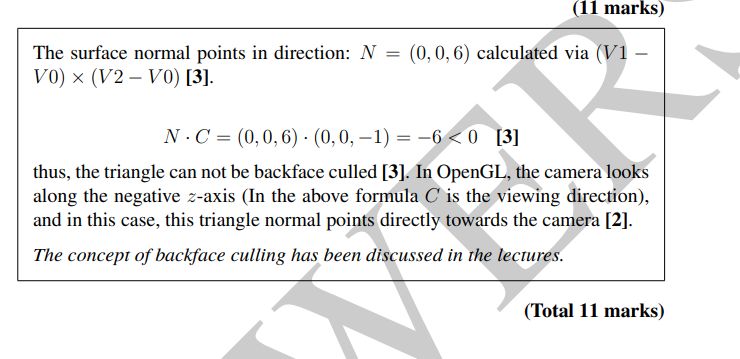 (11 marks)
The surface normal points in direction: N = (0, 0, 6) calculated via (V1 −
V0) × (V2 − V0) [3].
N · C = (0, 0, 6) · (0, 0, −1) = −6 < 0 [3]
thus, the triangle can not be backface culled [3]. In OpenGL, the camera looks
along the negative z-axis (In the above formula C is the viewing direction),
and in this case, this triangle normal points directly towards the camera [2].
The concept of backface culling has been discussed in the lectures.
(Total 11 marks)
WERS